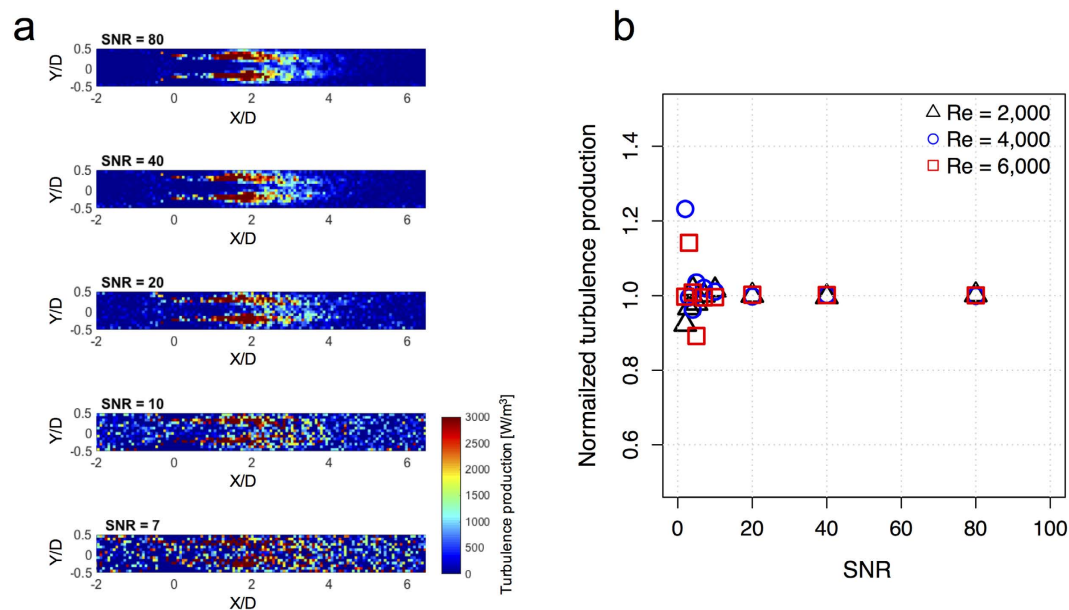 a
SNR = 80
0.5
0
-0.5
Y/D
-2 0 2 4 6
X/D
SNR = 40
0.5
0
-0.5
Y/D
-2 0 2 4 6
X/D
SNR = 20
0.5
0
-0.5
Y/D
-2 0 2 4 6
X/D
SNR = 10
0.5
0
-0.5
Y/D
-2 0 2 4 6
X/D
SNR = 7
0.5
0
-0.5
Y/D
-2 0 2 4 6
X/D
3000
2500
2000
1500
1000
500
0
Turbulence production [W/m³]
b
Re = 2,000
Re = 4,000
Re = 6,000
Normailzed turbulence production
1.4
1.2
1.0
0.8
0.6
0 20 40 60 80 100
SNR